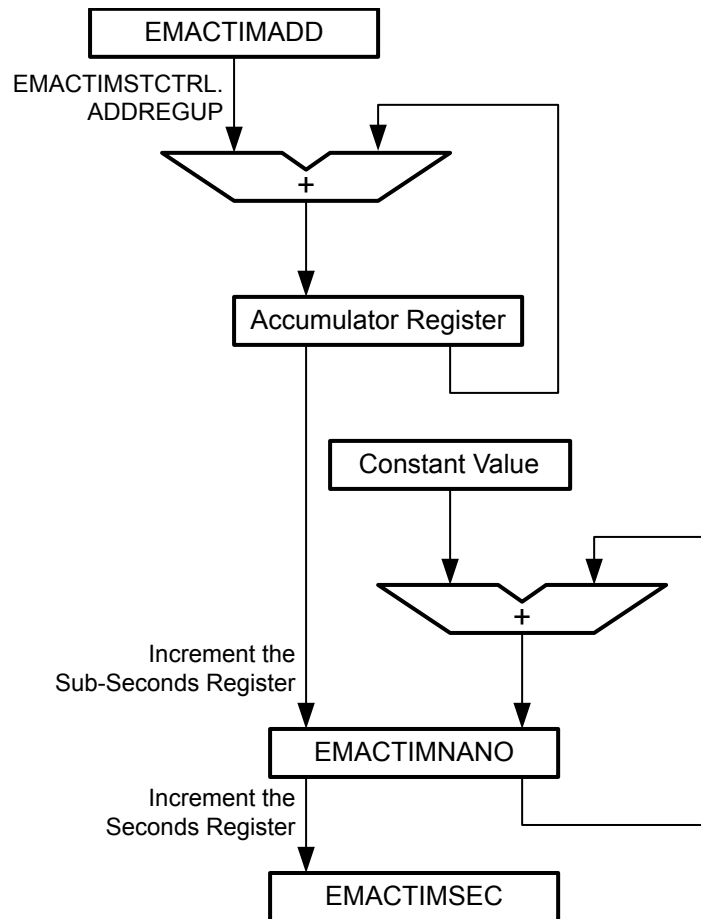 EMACTIMADD
EMACTIMSTCTRL.
ADDREGUP
+
Accumulator Register
Constant Value
+
Increment the
Sub-Seconds Register
EMACTIMNANO
Increment the
Seconds Register
EMACTIMSEC